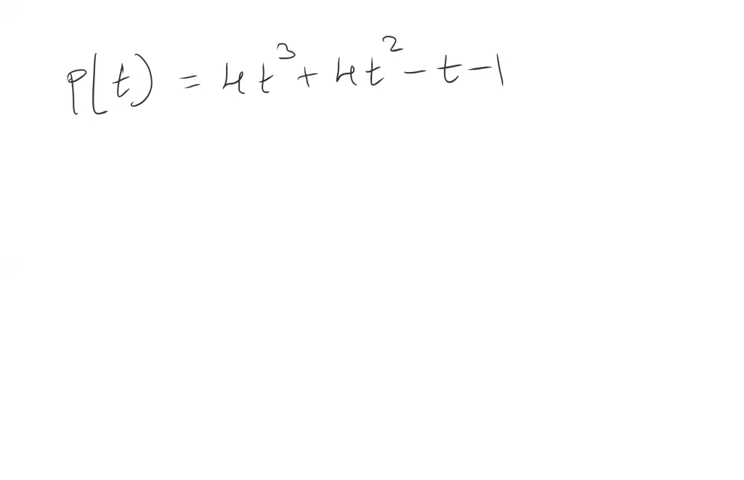 p(t) = 4t³ + 4t² - t - 1